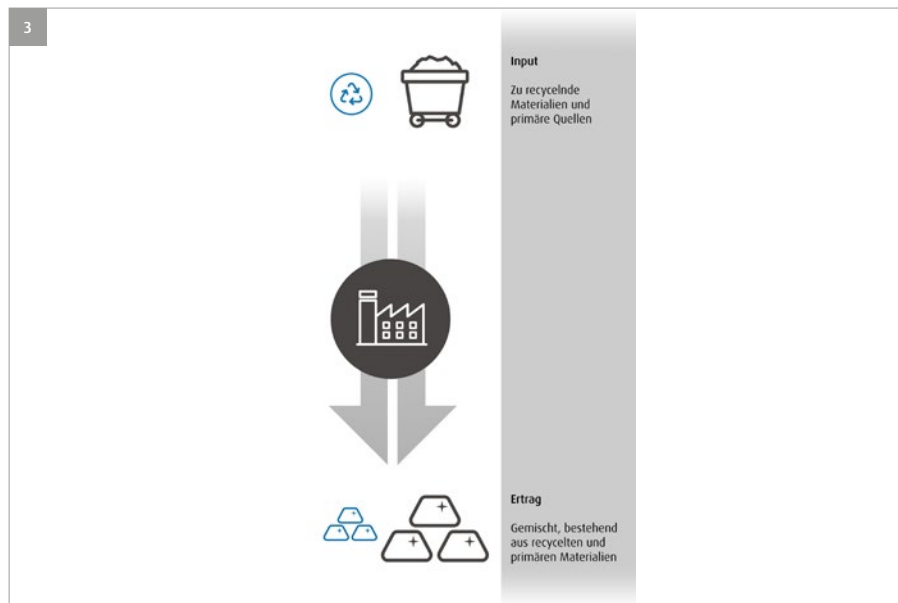 3
Input
Zu recycelnde
Materialien und
primäre Quellen
Ertrag
Gemischt, bestehend
aus recycelten und
primären Materialien